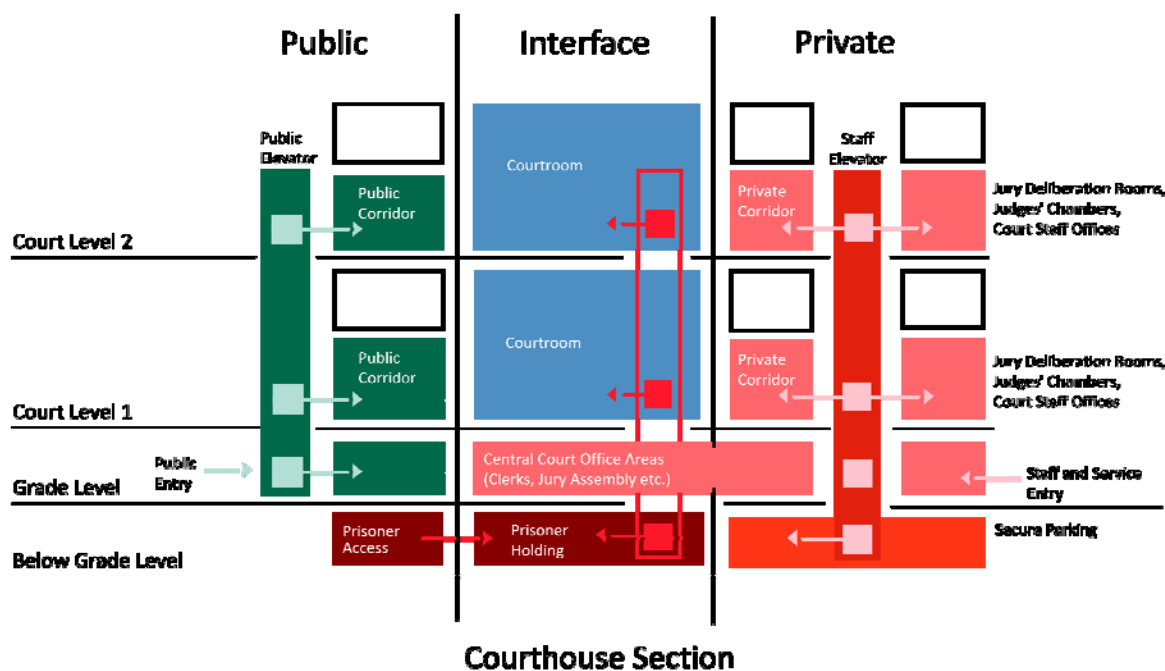 Public
Interface
Private
Public
Elevator
Courtroom
Staff
Elevator
Public
Corridor
Private
Corridor
Jury Deliberation Rooms,
Judges' Chambers,
Court Staff Offices
Court Level 2
Courtroom
Public
Corridor
Private
Corridor
Jury Deliberation Rooms,
Judges' Chambers,
Court Staff Offices
Court Level 1
Public
Entry
Central Court Office Areas
(Clerks, Jury Assembly etc.)
Staff and Service
Entry
Grade Level
Prisoner
Access
Prisoner
Holding
Secure Parking
Below Grade Level
Courthouse Section